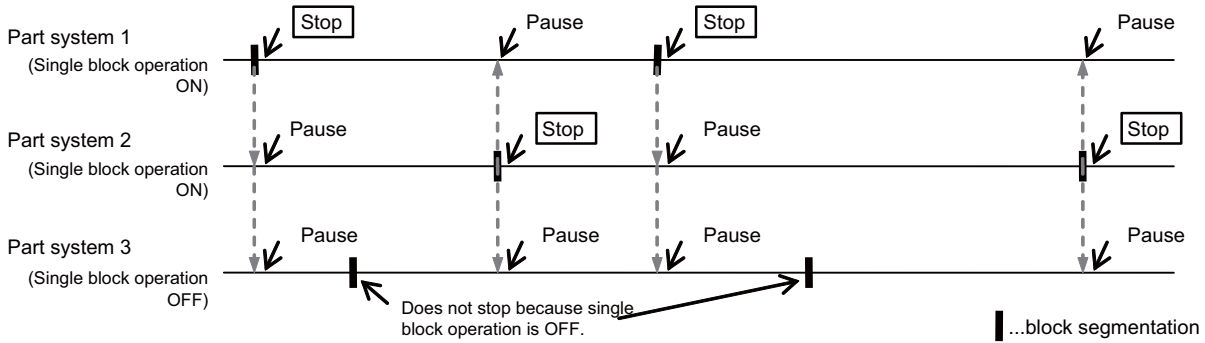 Stop
Pause
Stop
Pause
Part system 1
(Single block operation
ON)
Pause
Stop
Pause
Stop
Part system 2
(Single block operation
ON)
Pause
Pause
Pause
Pause
Part system 3
(Single block operation
OFF)
Does not stop because single
block operation is OFF.
...block segmentation